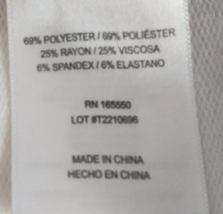 69% POLYESTER / 69% POLIÉSTER
25% RAYON / 25% VISCOSA
6% SPANDEX / 6% ELASTANO
RN 165550
LOT #T2210696
MADE IN CHINA
HECHO EN CHINA